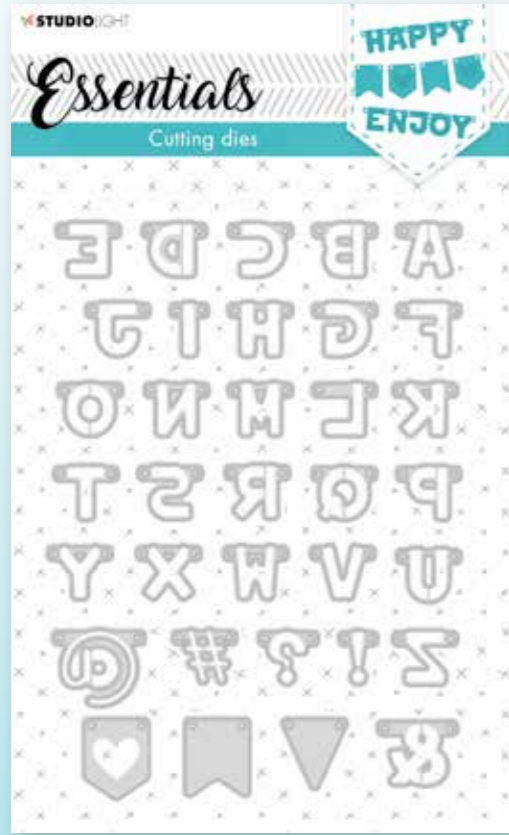 STUDIOLIGHT
Essentials
Cutting dies
HAPPY
ENJOY
E D C B A
J I H G F
O N M L K
T S R Q P
Y X W V U
@ # ? ! Z
&